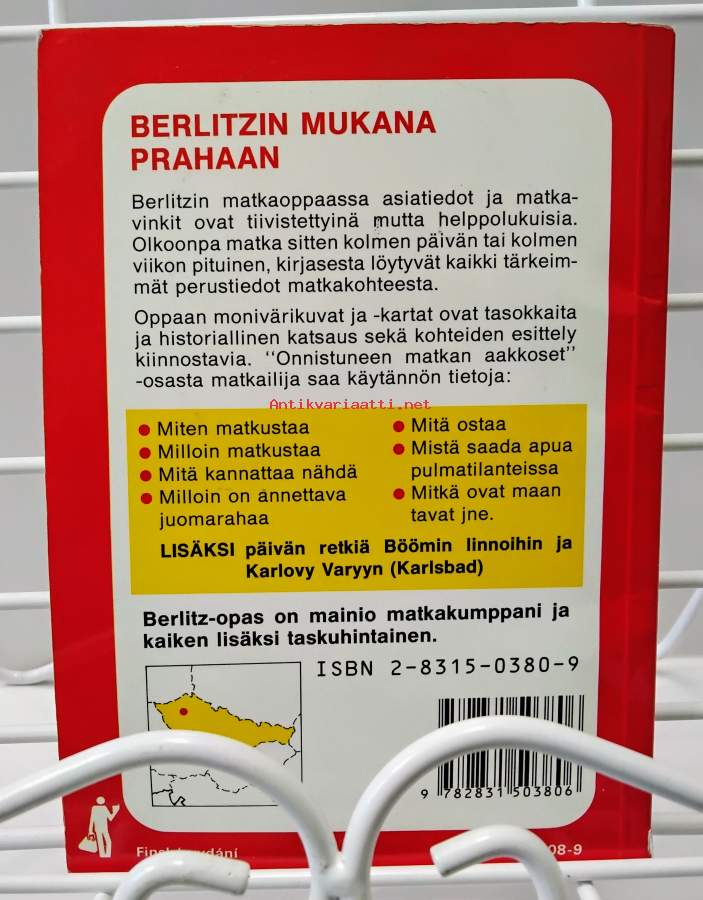 BERLITZIN MUKANA
PRAHAAN
Berlitzin matkaoppaassa asiatiedot ja matka-
vinkit ovat tiivistettyinä mutta helppolukuisia.
Olkoonpa matka sitten kolmen päivän tai kolmen
viikon pituinen, kirjasesta löytyvät kaikki tärkeim-
mät perustiedot matkakohteesta.
Oppaan monivärikuvat ja -kartat ovat tasokkaita
ja historiallinen katsaus sekä kohteiden esittely
kiinnostavia. "Onnistuneen matkan aakkoset"
-osasta matkailija saa käytännön tietoja:
Antikvariaatti.net
• Miten matkustaa
• Milloin matkustaa
• Mitä kannattaa nähdä
• Milloin on annettava
juomarahaa
• Mitä ostaa
• Mistä saada apua
pulmatilanteissa
• Mitkä ovat maan
tavat jne.
LISÄKSI päivän retkiä Böömin linnoihin ja
Karlovy Varyyn (Karlsbad)
Berlitz-opas on mainio matkakumppani ja
kaiken lisäksi taskuhintainen.
ISBN 2-8315-0380-9
9 782831 503806
08-9